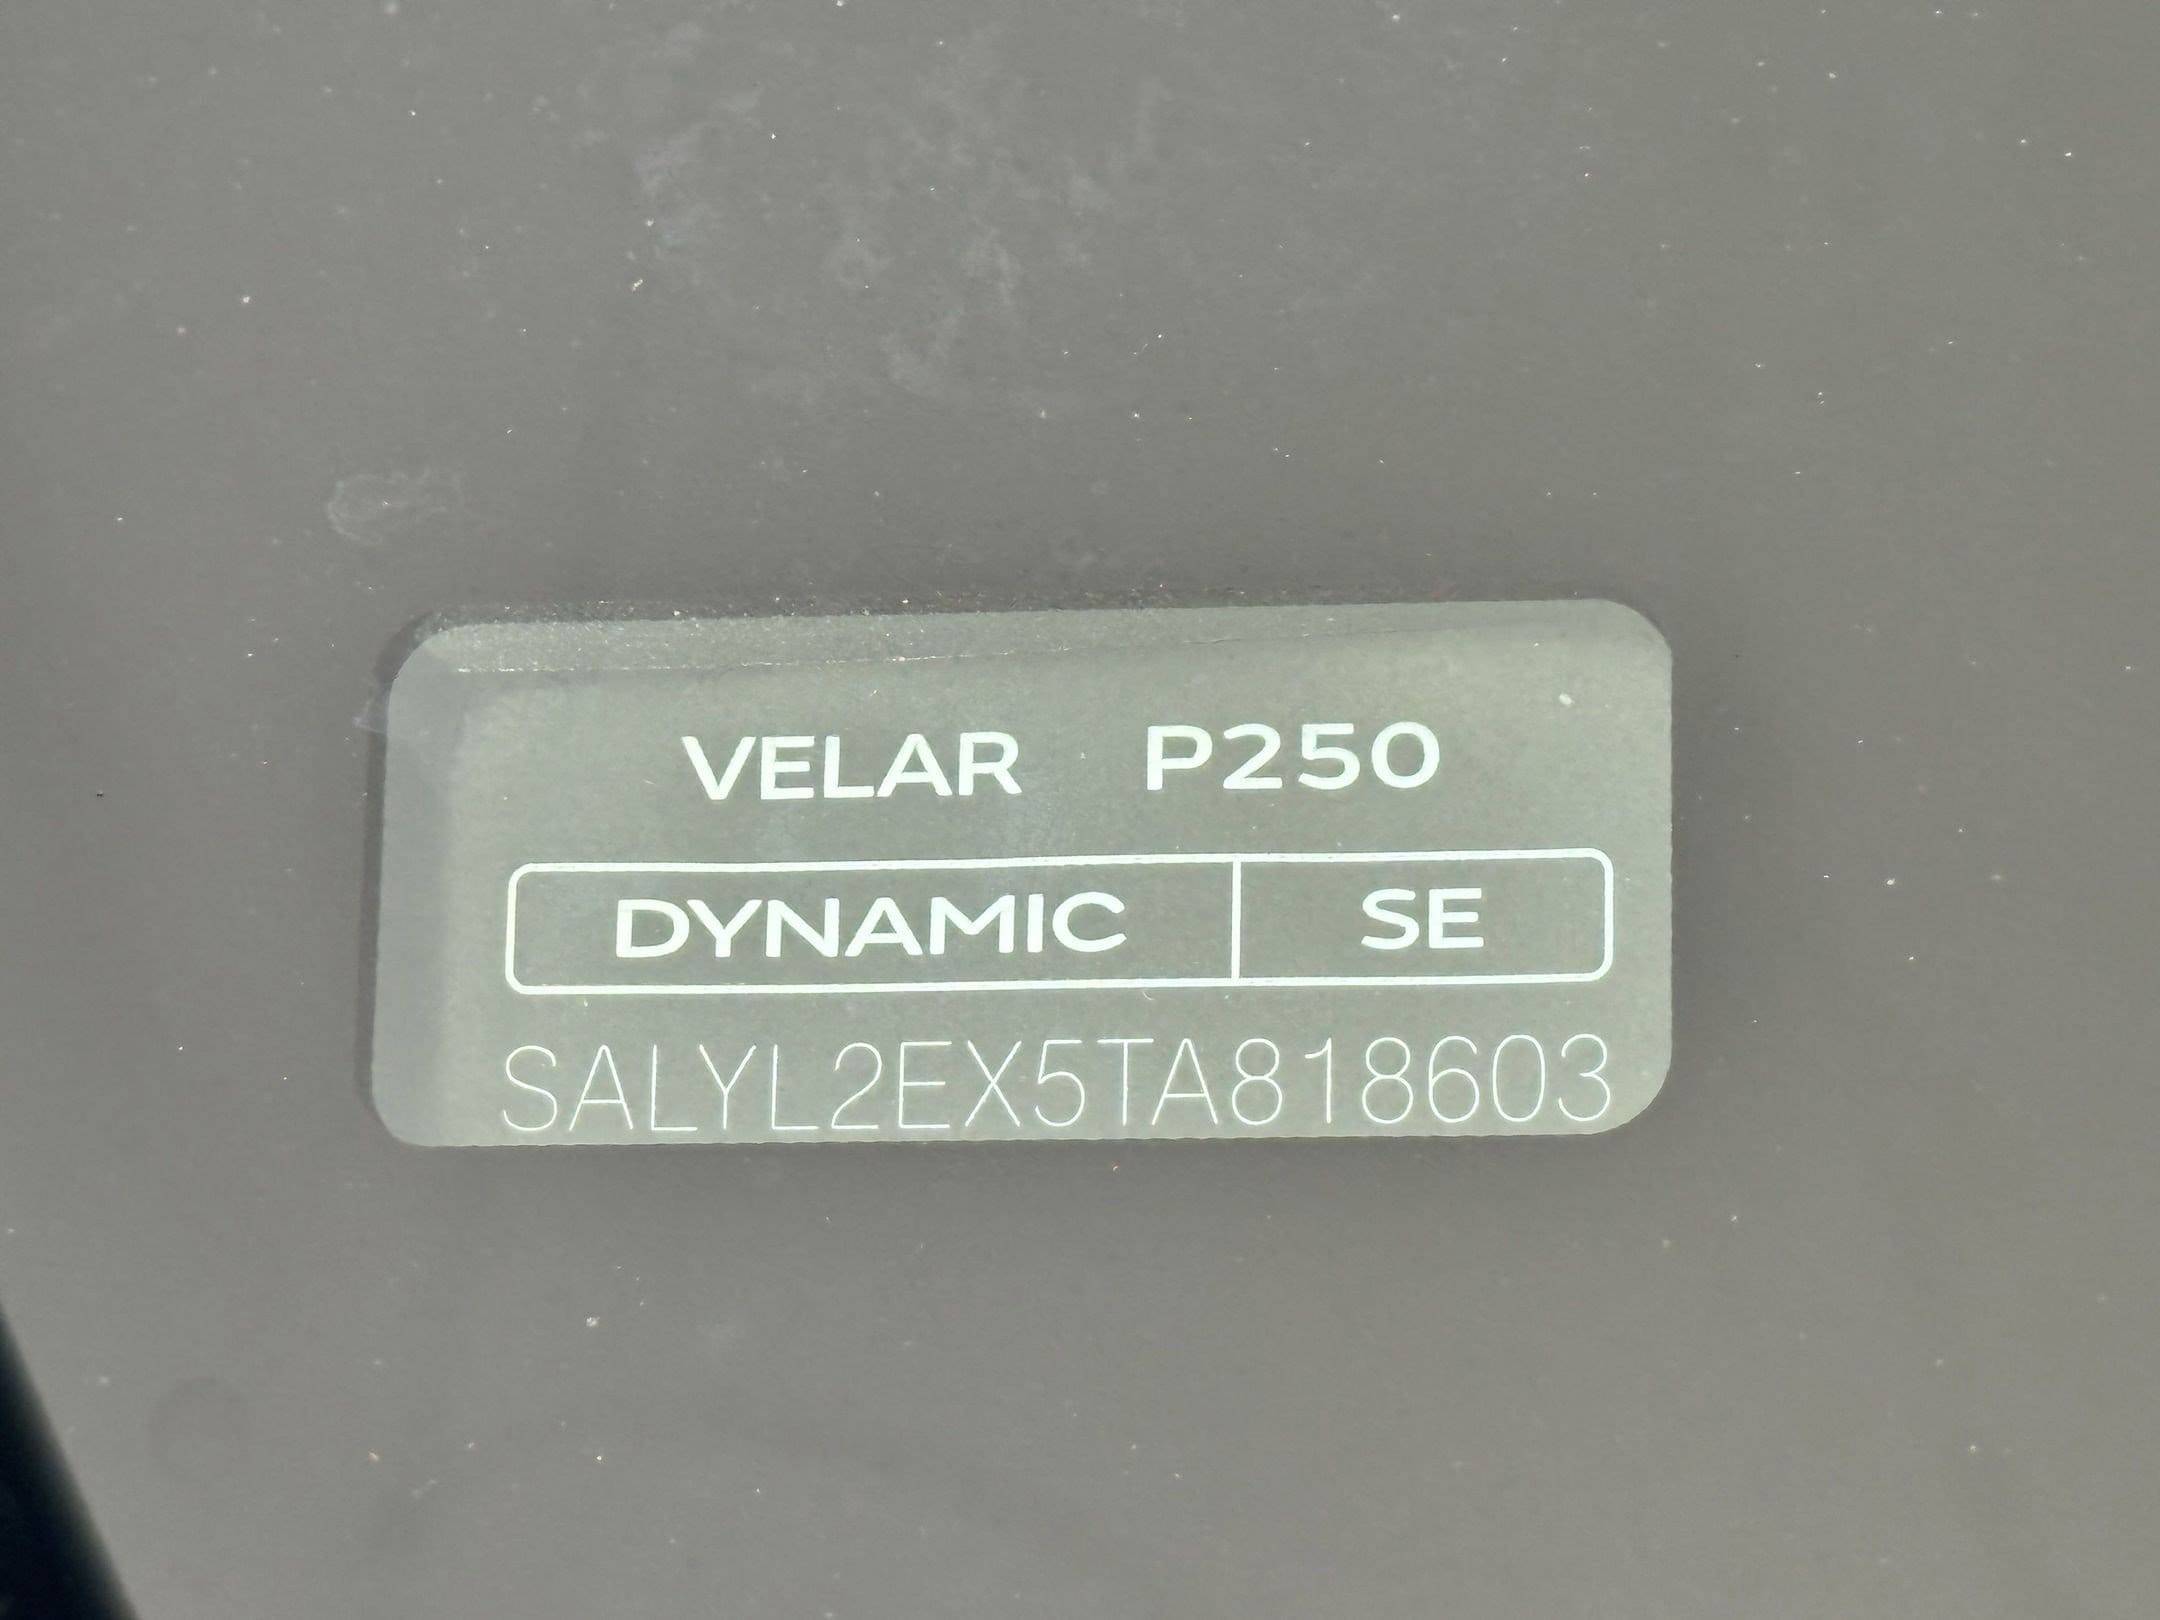 VELAR P250
DYNAMIC SE
SALYL2EX5TA818603